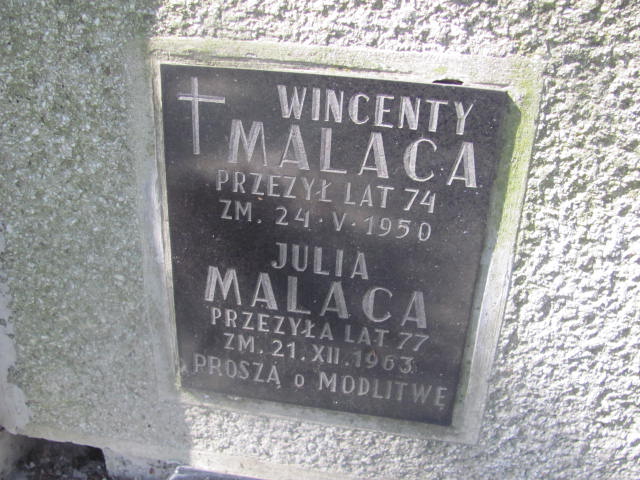 WINCENTY
MALACA
PRZEŻYŁ LAT 74
ZM. 24·V·1950
JULIA
MALACA
PRZEŻYŁA LAT 77
ZM. 21.XII.1963
PROSZĄ o MODLITWĘ